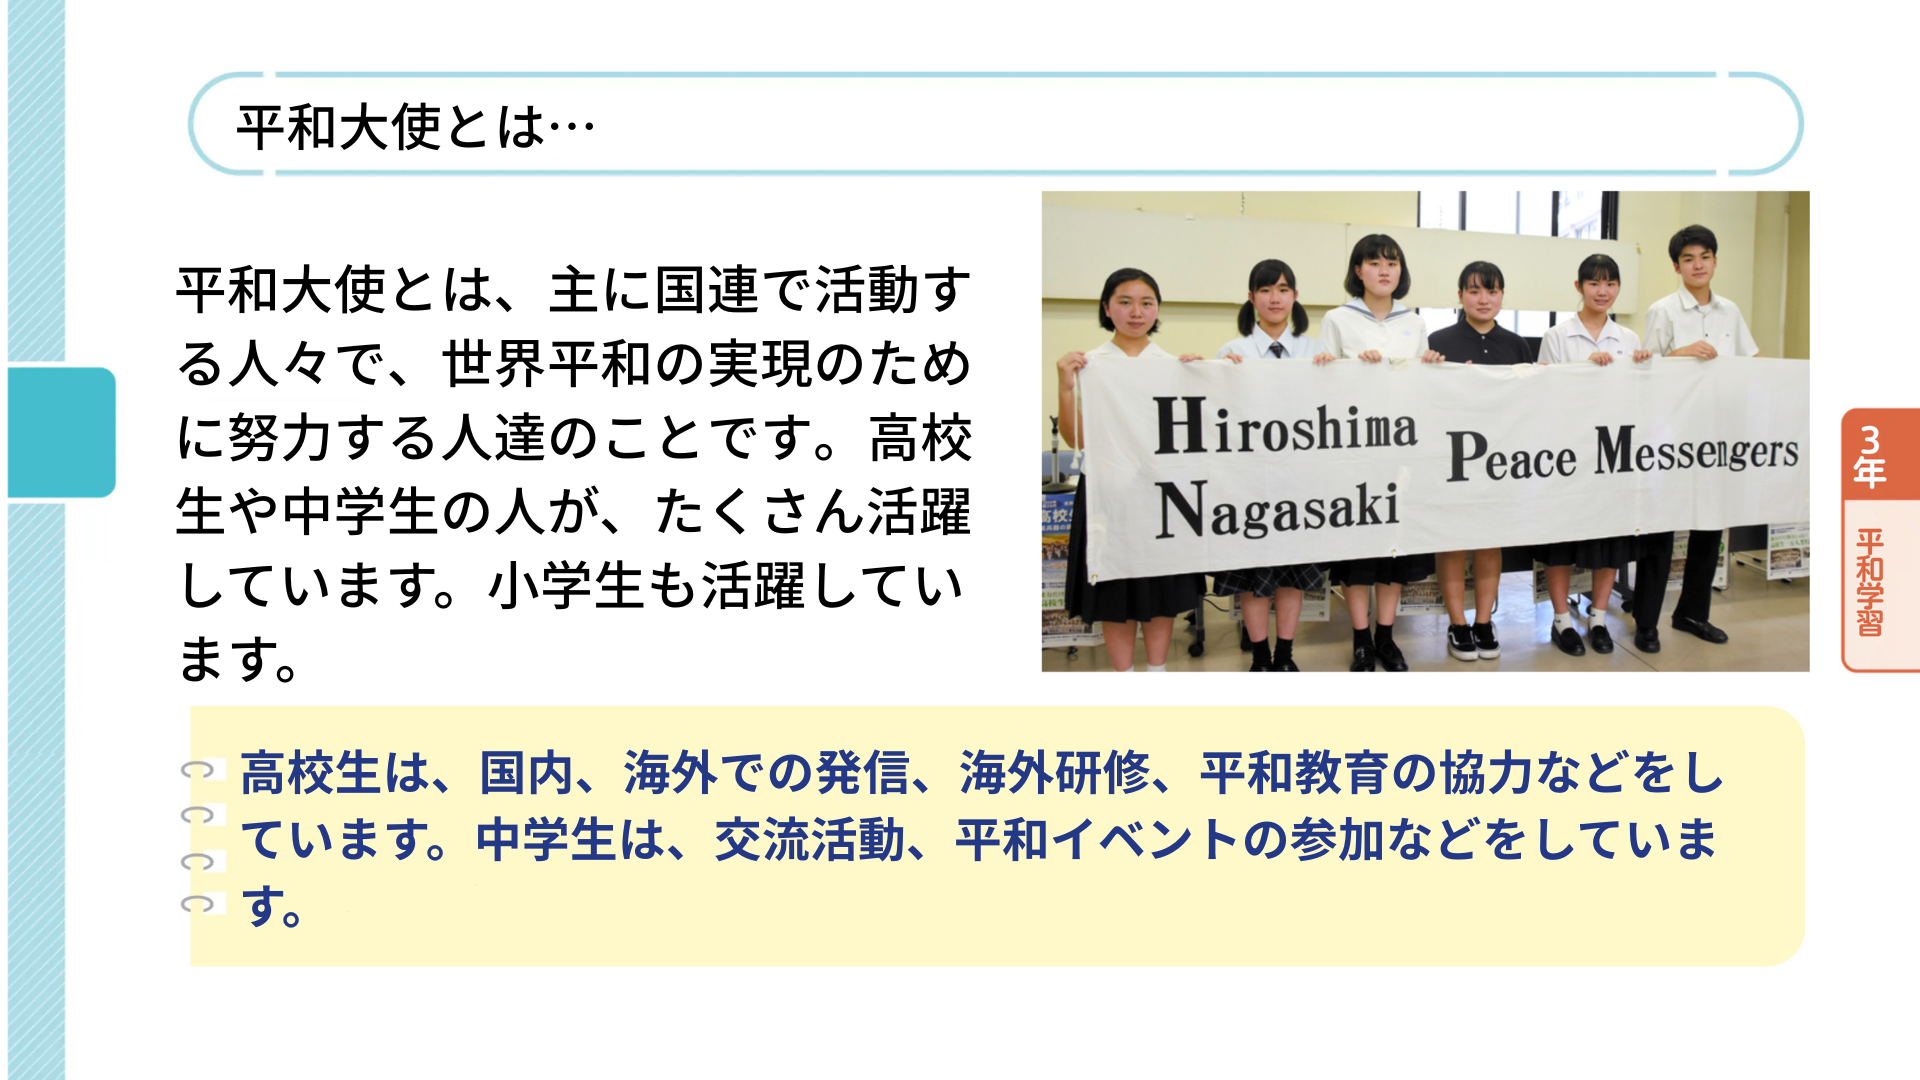 平和大使とは…
平和大使とは、主に国連で活動す
る人々で、世界平和の実現のため
に努力する人達のことです。高校
生や中学生の人が、たくさん活躍
しています。小学生も活躍してい
ます。
Hiroshima
Nagasaki
Peace Messengers
3年
平和学習
高校生は、国内、海外での発信、海外研修、平和教育の協力などをし
ています。中学生は、交流活動、平和イベントの参加などをしていま
す。